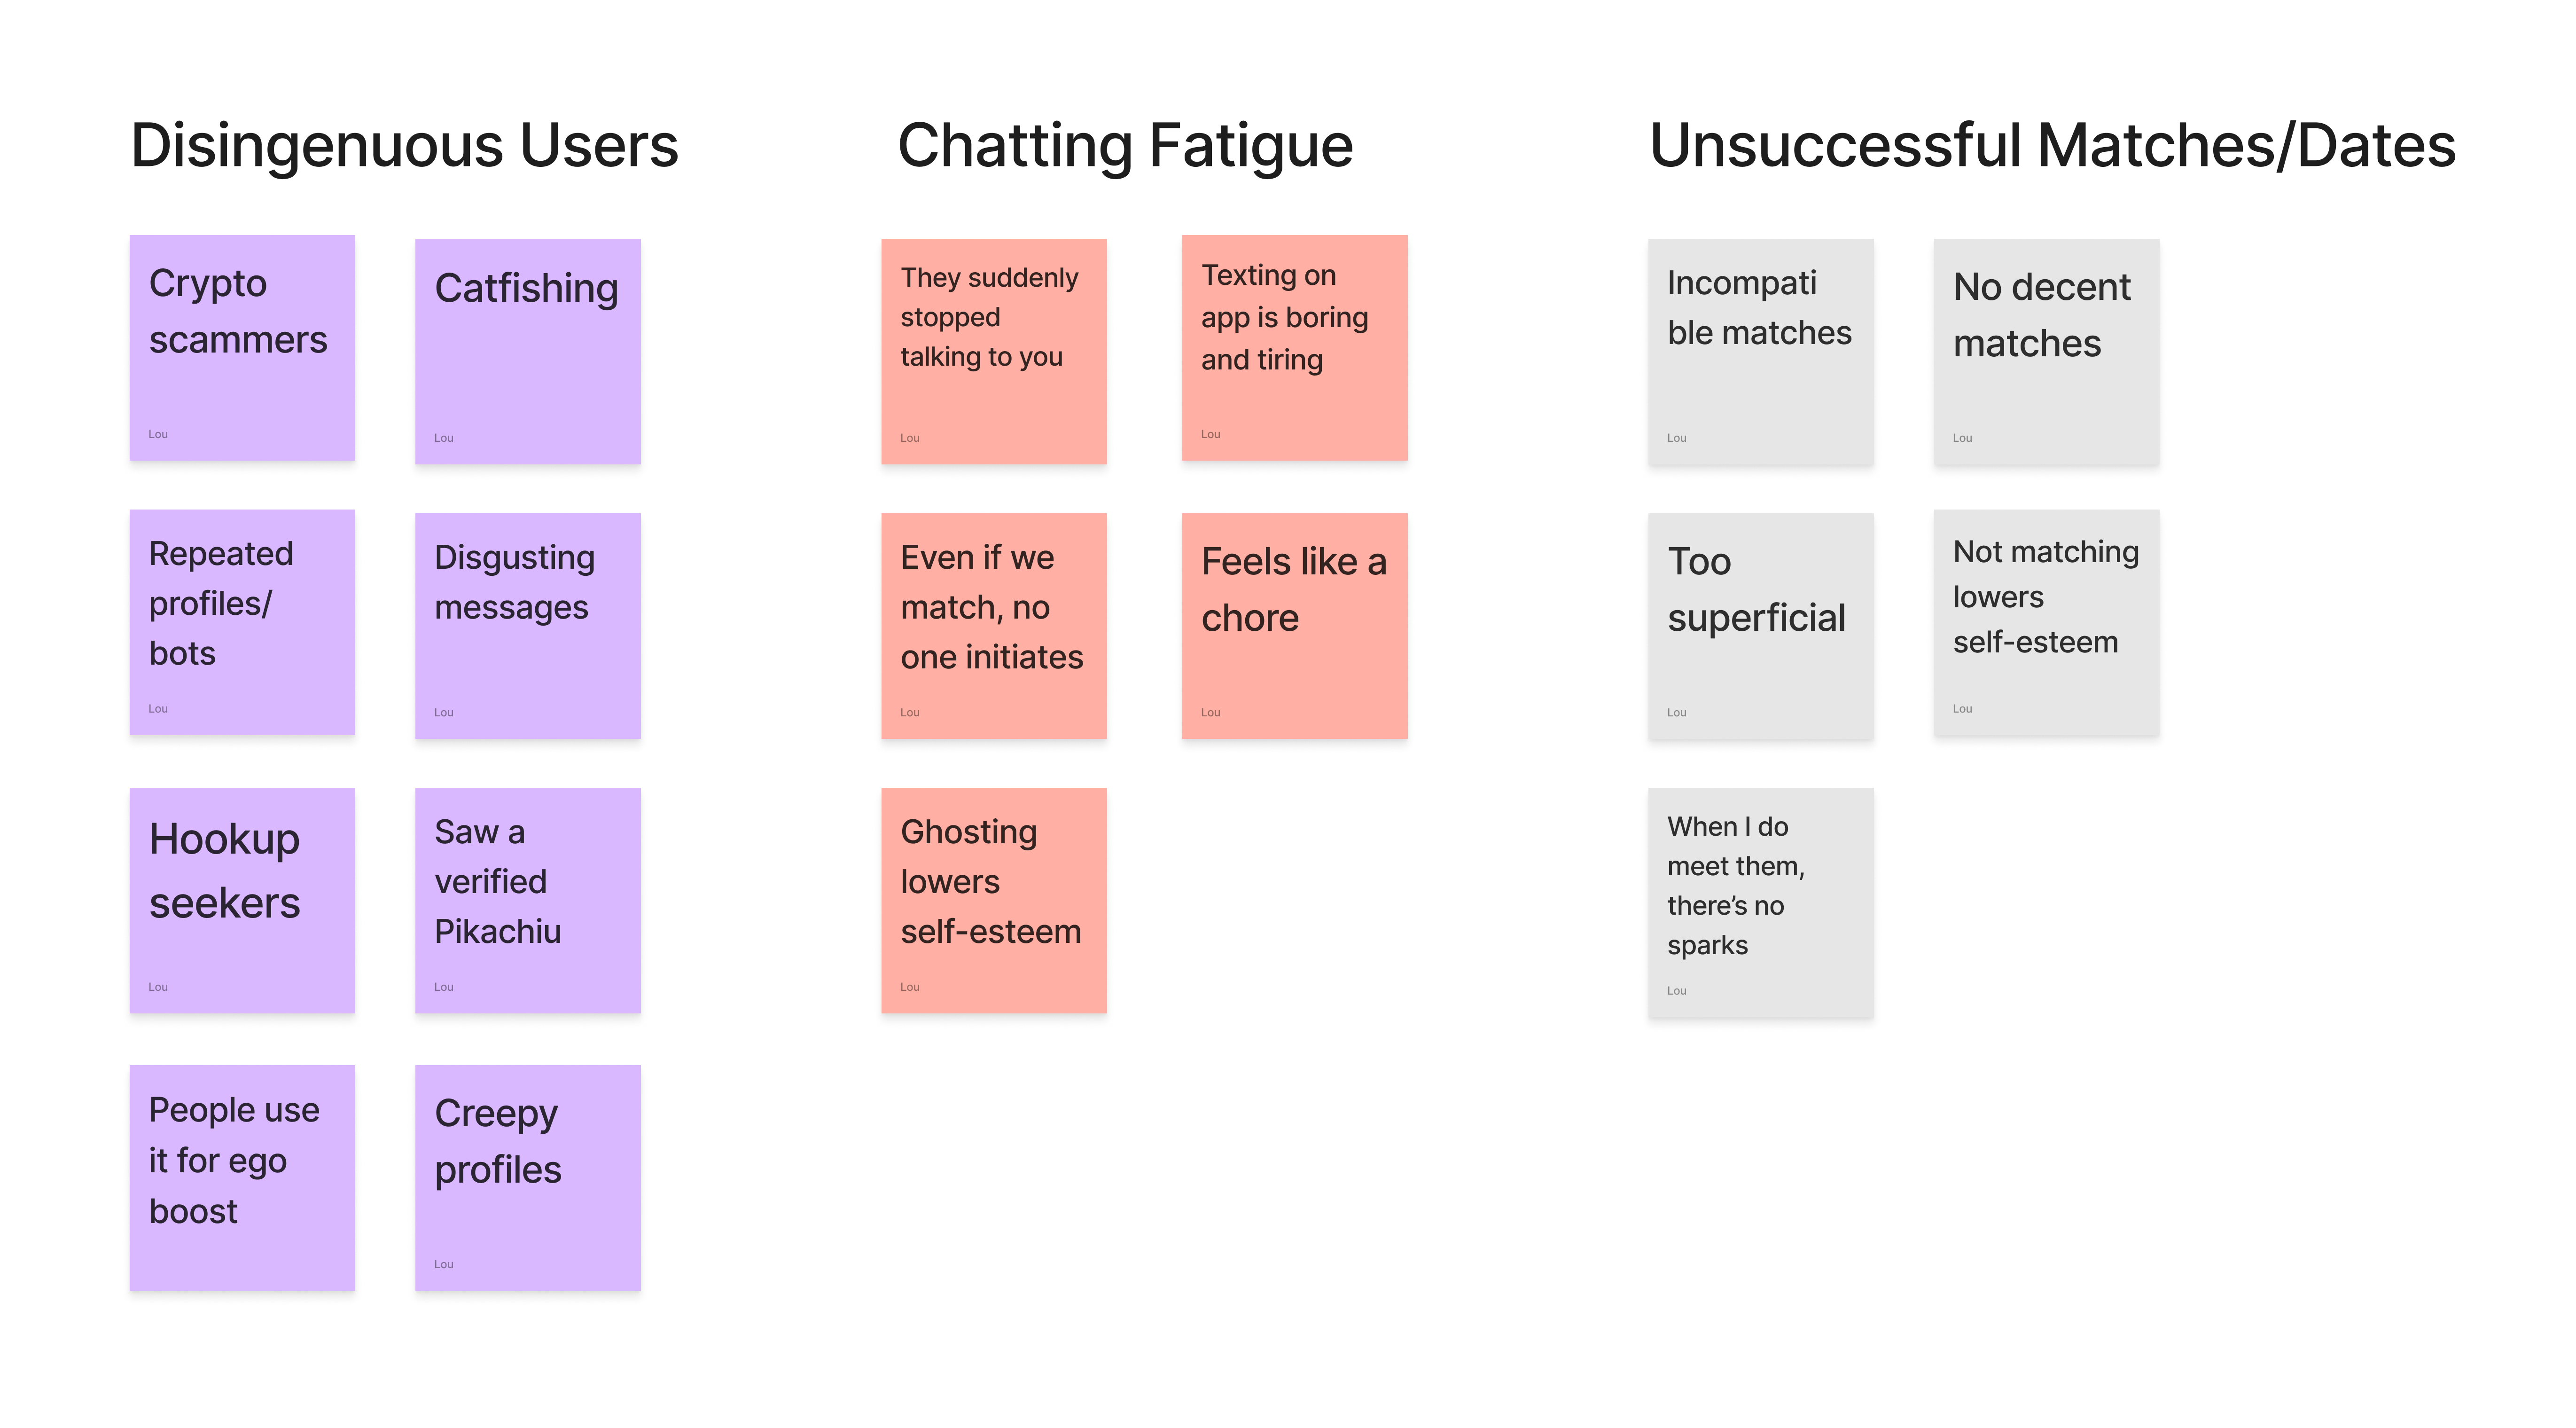 Disingenuous Users
Crypto
scammers
Lou
Catfishing
Lou
Repeated
profiles/
bots
Lou
Disgusting
messages
Lou
Hookup
seekers
Lou
Saw a
verified
Pikachiu
Lou
People use
it for ego
boost
Creepy
profiles
Lou
Chatting Fatigue
They suddenly
stopped
talking to you
Lou
Texting on
app is boring
and tiring
Lou
Even if we
match, no
one initiates
Lou
Feels like a
chore
Lou
Ghosting
lowers
self-esteem
Lou
Unsuccessful Matches/Dates
Incompati
ble matches
Lou
No decent
matches
Lou
Too
superficial
Lou
Not matching
lowers
self-esteem
Lou
When I do
meet them,
there’s no
sparks
Lou